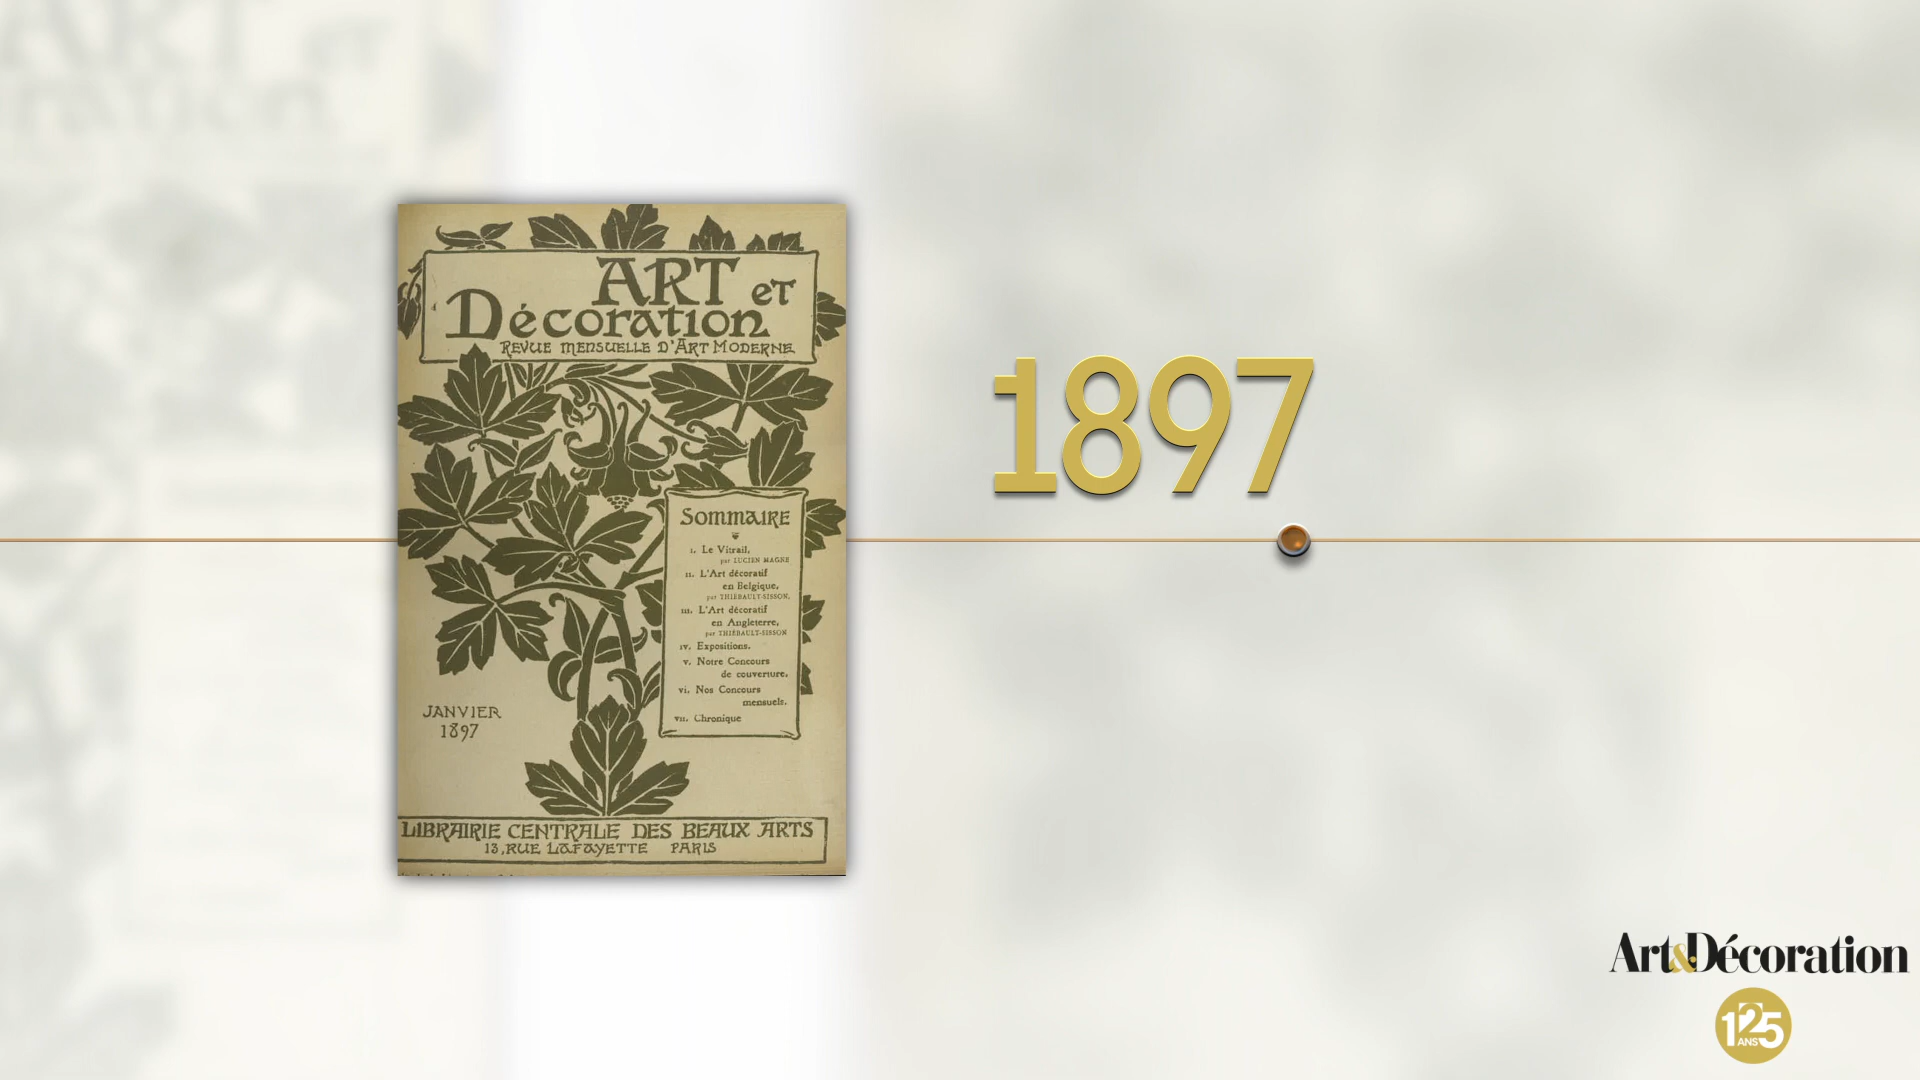 ART et
Décoration
REVUE MENSUELLE D'ART MODERNE
SOMMAIRE
I. Le Vitrail,
par LUCIEN MAGNE
II. L'Art décoratif
en Belgique,
par THIÉBAULT-SISSON,
III. L'Art décoratif
en Angleterre,
par THIÉBAULT-SISSON
IV. Expositions.
V. Notre Concours
de couverture.
VI. Nos Concours
mensuels.
VII. Chronique
JANVIER
1897
LIBRAIRIE CENTRALE DES BEAUX ARTS
13, RUE LAFAYETTE PARIS
1897
Art&Décoration
125
ANS